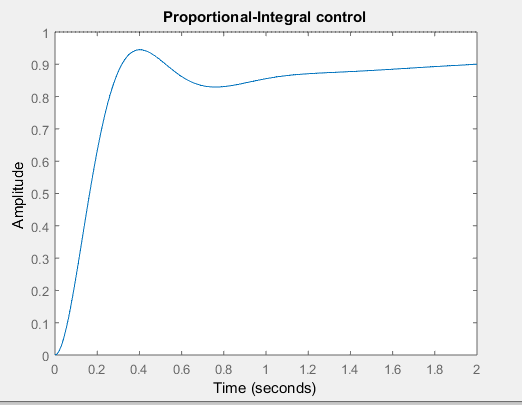 Proportional-Integral control
1
0.9
0.8
0.7
0.6
0.5
0.4
0.3
0.2
0.1
0
Amplitude
0 0.2 0.4 0.6 0.8 1 1.2 1.4 1.6 1.8 2
Time (seconds)